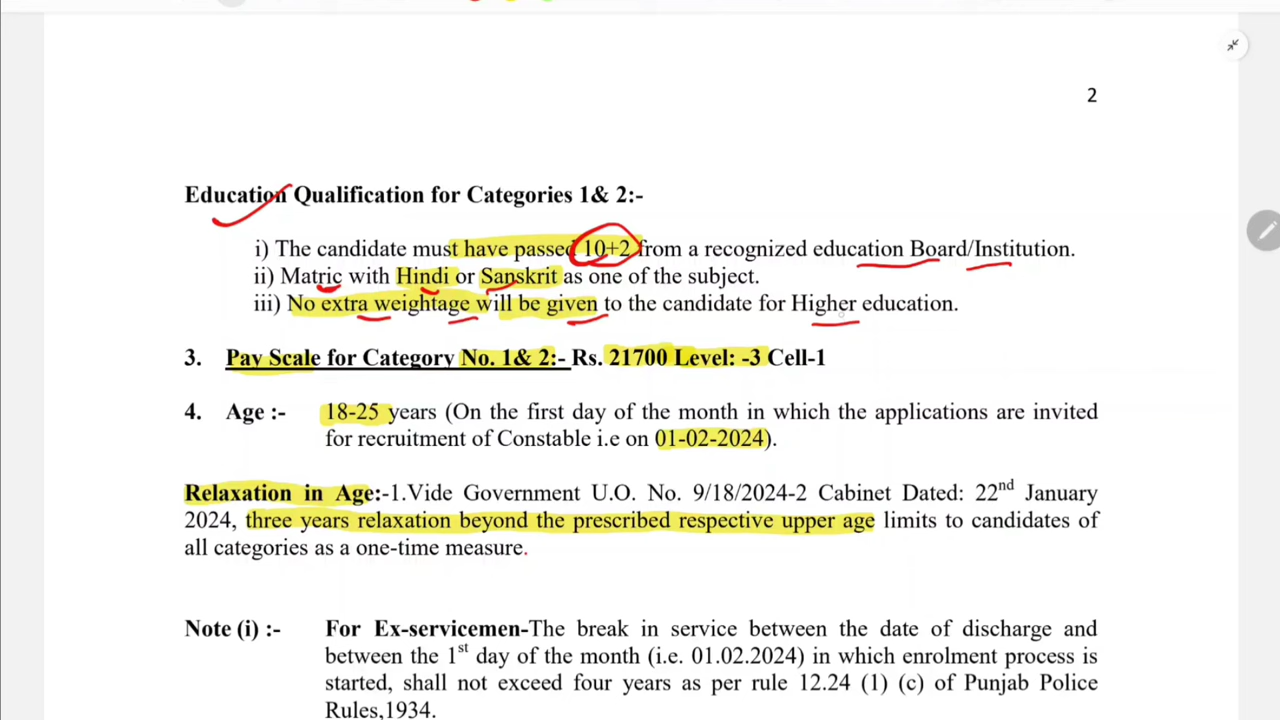 2
Education Qualification for Categories 1& 2:-
i) The candidate must have passed 10+2 from a recognized education Board/Institution.
ii) Matric with Hindi or Sanskrit as one of the subject.
iii) No extra weightage will be given to the candidate for Higher education.
3. Pay Scale for Category No. 1& 2:- Rs. 21700 Level: -3 Cell-1
4. Age :- 18-25 years (On the first day of the month in which the applications are invited
for recruitment of Constable i.e on 01-02-2024).
Relaxation in Age:-1.Vide Government U.O. No. 9/18/2024-2 Cabinet Dated: 22nd January
2024, three years relaxation beyond the prescribed respective upper age limits to candidates of
all categories as a one-time measure.
Note (i) :- For Ex-servicemen-The break in service between the date of discharge and
between the 1st day of the month (i.e. 01.02.2024) in which enrolment process is
started, shall not exceed four years as per rule 12.24 (1) (c) of Punjab Police
Rules,1934.